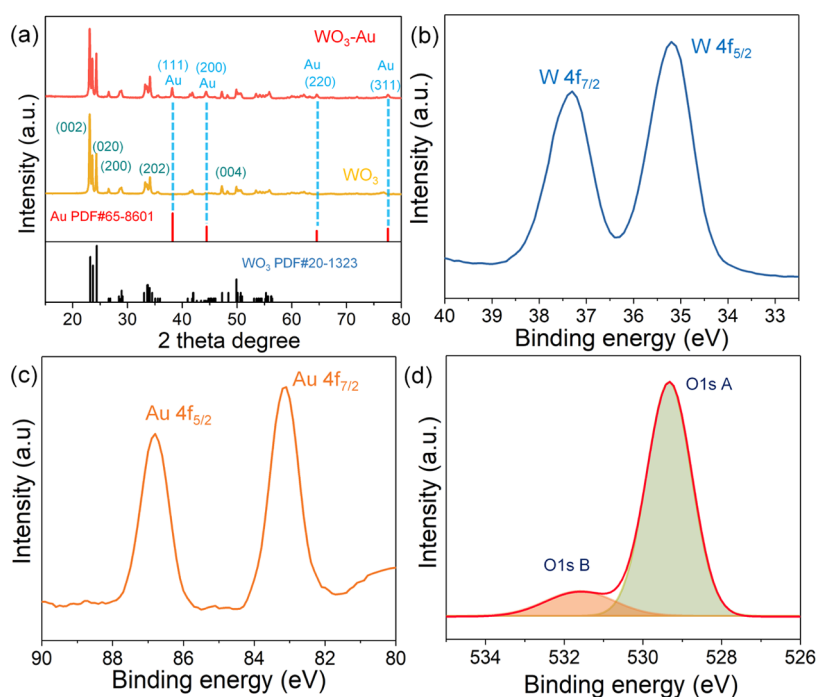 (a)
WO₃-Au
(111)
Au
(200)
Au
Au
(220)
Au
(311)
(002)
(020)
(200)
(202)
(004)
WO₃
Au PDF#65-8601
WO₃ PDF#20-1323
Intensity (a.u.)
20 30 40 50 60 70 80
2 theta degree
(b)
W 4f₇/₂
W 4f₅/₂
Intensity (a.u.)
40 39 38 37 36 35 34 33
Binding energy (eV)
(c)
Au 4f₅/₂
Au 4f₇/₂
Intensity (a.u)
90 88 86 84 82 80
Binding energy (eV)
(d)
O1s A
O1s B
Intensity (a.u.)
534 532 530 528 526
Binding energy (eV)